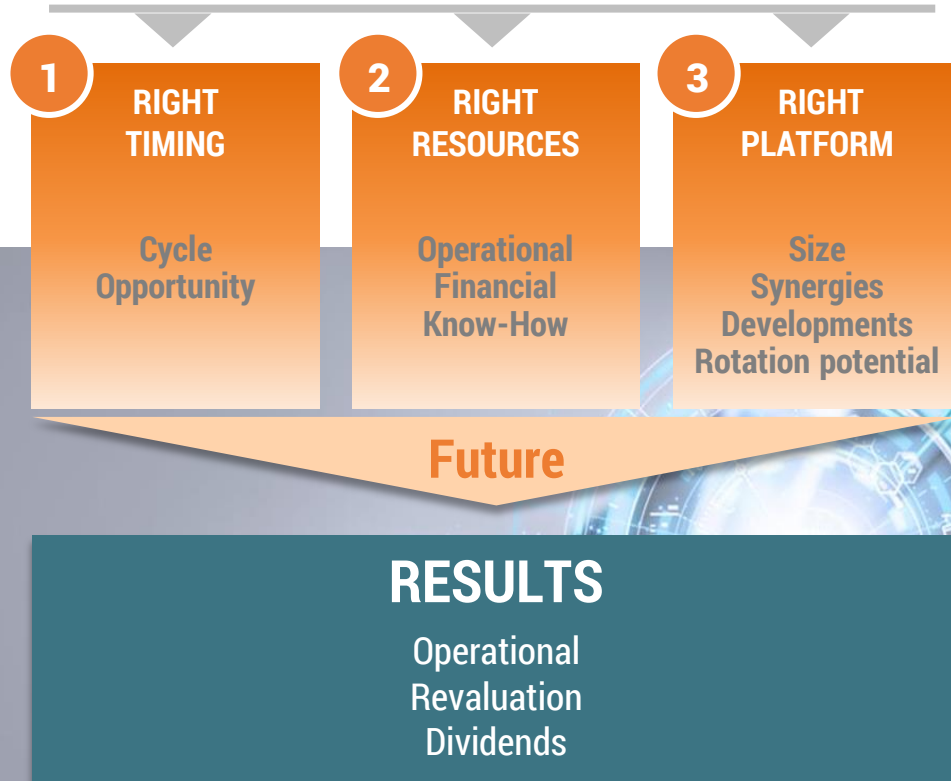 1
RIGHT
TIMING
Cycle
Opportunity
2
RIGHT
RESOURCES
Operational
Financial
Know-How
3
RIGHT
PLATFORM
Size
Synergies
Developments
Rotation potential
Future
RESULTS
Operational
Revaluation
Dividends